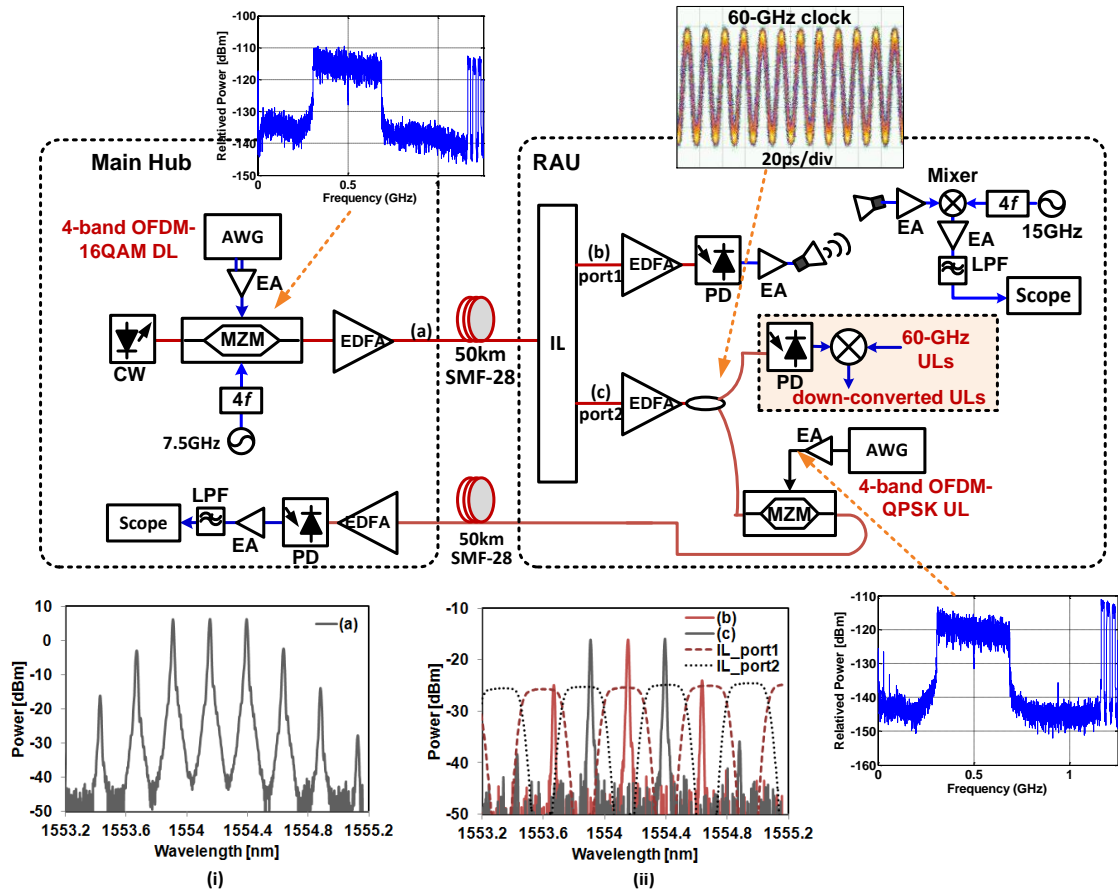 60-GHz clock
20ps/div
Relatived Power [dBm]
-100
-110
-120
-130
-140
-150
0
0.5
1
Frequency (GHz)
Main Hub
4-band OFDM-
16QAM DL
AWG
EA
CW
MZM
EDFA
(a)
4f
7.5GHz
50km
SMF-28
Scope
LPF
EA
PD
EDFA
50km
SMF-28
RAU
IL
(b)
port1
EDFA
PD
EA
EA
Mixer
4f
15GHz
EA
LPF
Scope
(c)
port2
EDFA
PD
60-GHz
ULs
down-converted ULs
EA
AWG
4-band OFDM-
QPSK UL
MZM
Power [dBm]
10
0
-10
-20
-30
-40
-50
(a)
1553.2
1553.6
1554
1554.4
1554.8
1555.2
Wavelength [nm]
(i)
Power [dBm]
-10
-20
-30
-40
-50
(b)
(c)
IL_port1
IL_port2
1553.2
1553.6
1554
1554.4
1554.8
1555.2
Wavelength [nm]
(ii)
Relatived Power [dBm]
-110
-120
-130
-140
-150
-160
0
0.5
1
Frequency (GHz)